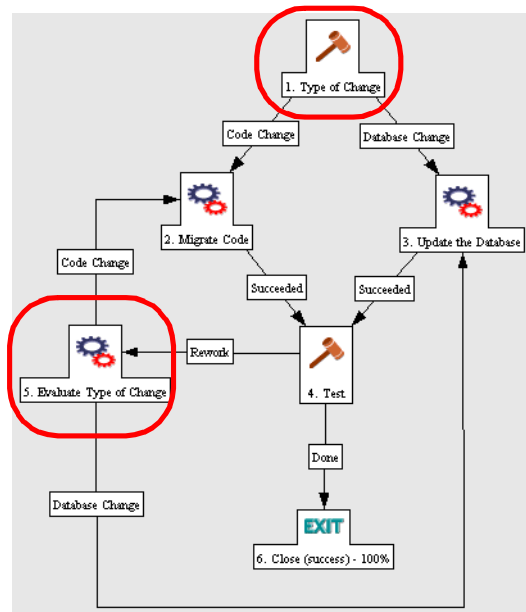 1. Type of Change
Code Change
Database Change
2. Migrate Code
3. Update the Database
Code Change
Succeeded
Succeeded
Rework
5. Evaluate Type of Change
4. Test
Done
Database Change
EXIT
6. Close (success) - 100%